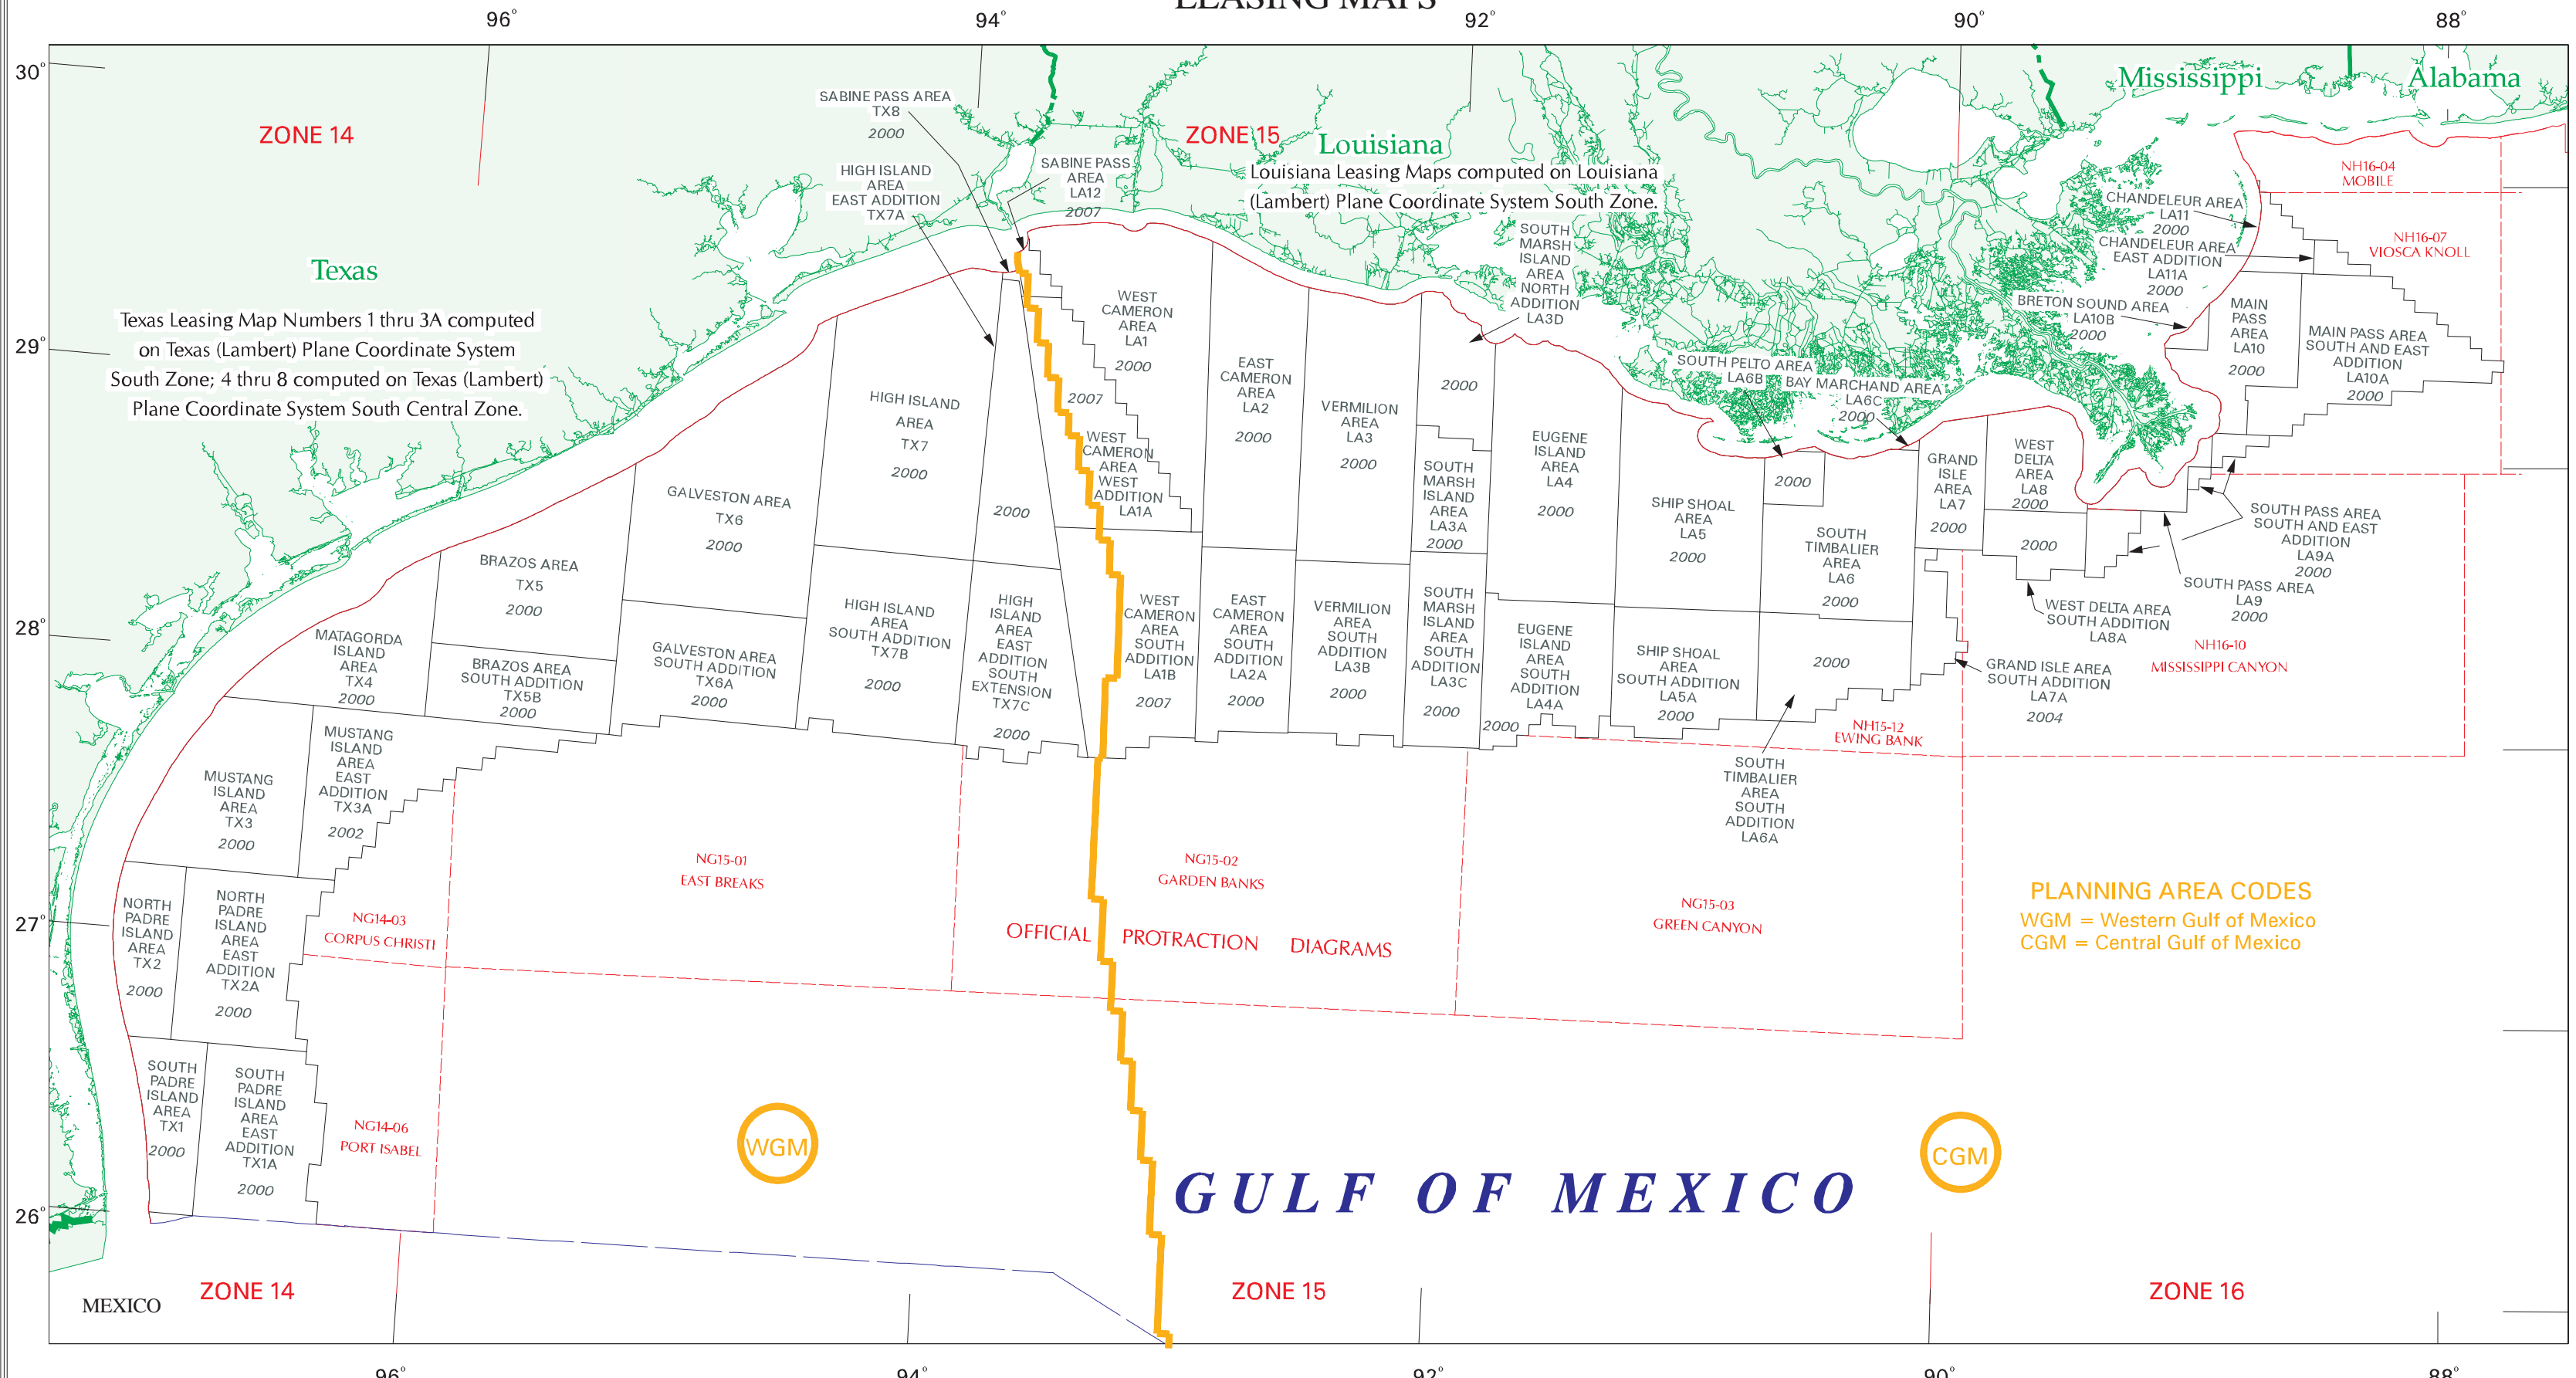 LEASING MAPS
96°
94°
92°
90°
88°
30°
29°
28°
27°
26°
ZONE 14
ZONE 15
Texas
Louisiana
Mississippi
Alabama
Texas Leasing Map Numbers 1 thru 3A computed
on Texas (Lambert) Plane Coordinate System
South Zone; 4 thru 8 computed on Texas (Lambert)
Plane Coordinate System South Central Zone.
Louisiana Leasing Maps computed on Louisiana
(Lambert) Plane Coordinate System South Zone.
SABINE PASS AREA
TX8
2000
HIGH ISLAND
AREA
EAST ADDITION
TX7A
SABINE PASS
AREA
LA12
2007
SOUTH
MARSH
ISLAND
AREA
NORTH
ADDITION
LA3D
2000
CHANDELEUR AREA
LA11
2000
CHANDELEUR AREA
EAST ADDITION
LA11A
2000
BRETON SOUND AREA
LA10B
2000
NH16-04
MOBILE
NH16-07
VIOSCA KNOLL
MAIN
PASS
AREA
LA10
2000
MAIN PASS AREA
SOUTH AND EAST
ADDITION
LA10A
2000
WEST
CAMERON
AREA
LA1
2000
2007
WEST
CAMERON
AREA
WEST
ADDITION
LA1A
EAST
CAMERON
AREA
LA2
2000
VERMILION
AREA
LA3
2000
SOUTH
MARSH
ISLAND
AREA
LA3A
2000
EUGENE
ISLAND
AREA
LA4
2000
SOUTH PELTO AREA
LA6B
2000
BAY MARCHAND AREA
LA6C
2000
SHIP SHOAL
AREA
LA5
2000
SOUTH
TIMBALIER
AREA
LA6
2000
GRAND
ISLE
AREA
LA7
2000
WEST
DELTA
AREA
LA8
2000
2000
SOUTH PASS AREA
SOUTH AND EAST
ADDITION
LA9A
2000
SOUTH PASS AREA
LA9
2000
WEST DELTA AREA
SOUTH ADDITION
LA8A
GRAND ISLE AREA
SOUTH ADDITION
LA7A
2004
NH16-10
MISSISSIPPI CANYON
HIGH ISLAND
AREA
TX7
2000
2000
GALVESTON AREA
TX6
2000
BRAZOS AREA
TX5
2000
MATAGORDA
ISLAND
AREA
TX4
2000
BRAZOS AREA
SOUTH ADDITION
TX5B
2000
GALVESTON AREA
SOUTH ADDITION
TX6A
2000
HIGH ISLAND
AREA
SOUTH ADDITION
TX7B
2000
HIGH
ISLAND
AREA
EAST
ADDITION
SOUTH
EXTENSION
TX7C
2000
WEST
CAMERON
AREA
SOUTH
ADDITION
LA1B
2007
EAST
CAMERON
AREA
SOUTH
ADDITION
LA2A
2000
VERMILION
AREA
SOUTH
ADDITION
LA3B
2000
SOUTH
MARSH
ISLAND
AREA
SOUTH
ADDITION
LA3C
2000
EUGENE
ISLAND
AREA
SOUTH
ADDITION
LA4A
2000
SHIP SHOAL
AREA
SOUTH ADDITION
LA5A
2000
2000
SOUTH
TIMBALIER
AREA
SOUTH
ADDITION
LA6A
NH15-12
EWING BANK
MUSTANG
ISLAND
AREA
TX3
2000
MUSTANG
ISLAND
AREA
EAST
ADDITION
TX3A
2002
NORTH
PADRE
ISLAND
AREA
TX2
2000
NORTH
PADRE
ISLAND
AREA
EAST
ADDITION
TX2A
2000
SOUTH
PADRE
ISLAND
AREA
TX1
2000
SOUTH
PADRE
ISLAND
AREA
EAST
ADDITION
TX1A
2000
NG14-03
CORPUS CHRISTI
NG14-06
PORT ISABEL
NG15-01
EAST BREAKS
NG15-02
GARDEN BANKS
NG15-03
GREEN CANYON
OFFICIAL PROTRACTION DIAGRAMS
PLANNING AREA CODES
WGM = Western Gulf of Mexico
CGM = Central Gulf of Mexico
WGM
CGM
GULF OF MEXICO
MEXICO
ZONE 14
ZONE 15
ZONE 16
96°
94°
92°
90°
88°